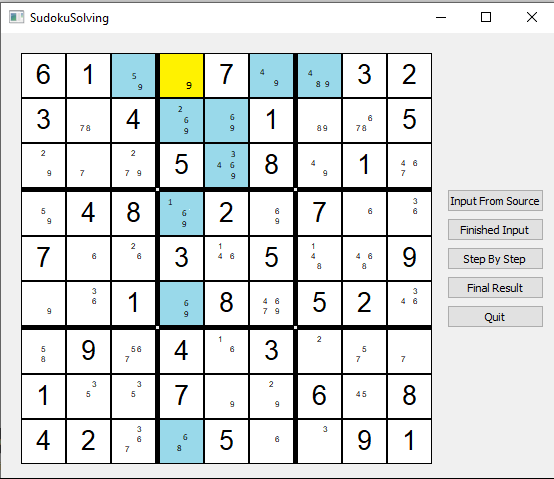 SudokuSolving
6 1 5 9 9 7 4 9 4 8 9 3 2
3 7 8 4 2 6 9 6 9 1 8 9 6 7 8 5
2 9 7 2 7 9 5 3 4 6 9 8 4 9 1 4 6 7
5 9 4 8 1 6 9 2 6 9 7 6 3 6
7 6 2 6 3 1 4 6 5 1 4 8 4 6 8 9
9 3 6 1 6 9 8 4 6 7 9 5 2 3 4 6
5 8 9 5 6 7 4 1 6 3 2 5 7 7
1 3 5 3 5 7 9 2 9 6 4 5 8
4 2 3 6 7 6 8 5 6 3 9 1
Input From Source
Finished Input
Step By Step
Final Result
Quit